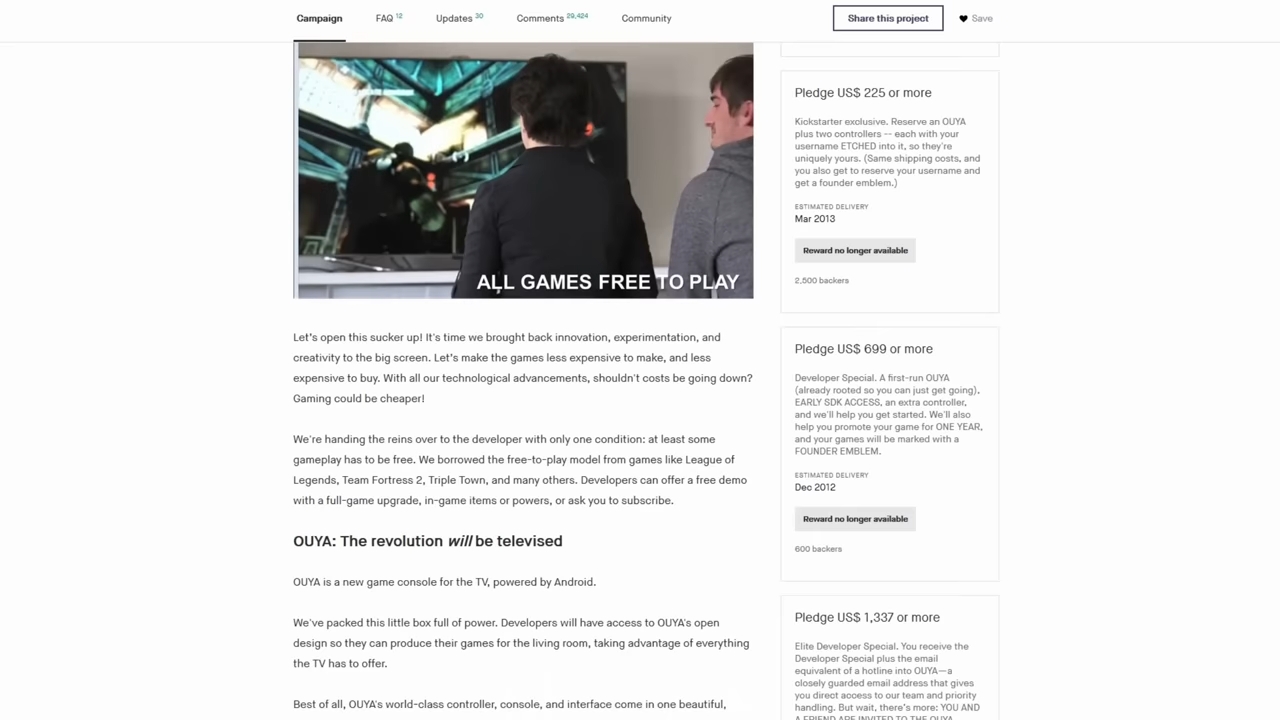 Campaign
FAQ 12
Updates 30
Comments 29,424
Community
Share this project
Save
ALL GAMES FREE TO PLAY
Let's open this sucker up! It's time we brought back innovation, experimentation, and
creativity to the big screen. Let's make the games less expensive to make, and less
expensive to buy. With all our technological advancements, shouldn't costs be going down?
Gaming could be cheaper!
We're handing the reins over to the developer with only one condition: at least some
gameplay has to be free. We borrowed the free-to-play model from games like League of
Legends, Team Fortress 2, Triple Town, and many others. Developers can offer a free demo
with a full-game upgrade, in-game items or powers, or ask you to subscribe.
OUYA: The revolution will be televised
OUYA is a new game console for the TV, powered by Android.
We've packed this little box full of power. Developers will have access to OUYA's open
design so they can produce their games for the living room, taking advantage of everything
the TV has to offer.
Best of all, OUYA's world-class controller, console, and interface come in one beautiful,
Pledge US$ 225 or more
Kickstarter exclusive. Reserve an OUYA
plus two controllers -- each with your
username ETCHED into it, so they're
uniquely yours. (Same shipping costs, and
you also get to reserve your username and
get a founder emblem.)
ESTIMATED DELIVERY
Mar 2013
Reward no longer available
2,500 backers
Pledge US$ 699 or more
Developer Special. A first-run OUYA
(already rooted so you can just get going),
EARLY SDK ACCESS, an extra controller,
and we'll help you get started. We'll also
help you promote your game for ONE YEAR,
and your games will be marked with a
FOUNDER EMBLEM.
ESTIMATED DELIVERY
Dec 2012
Reward no longer available
600 backers
Pledge US$ 1,337 or more
Elite Developer Special. You receive the
Developer Special plus the email
equivalent of a hotline into OUYA—a
closely guarded email address that gives
you direct access to our team and priority
handling. But wait, there's more: YOU AND
A FRIEND ARE INVITED TO THE OUYA